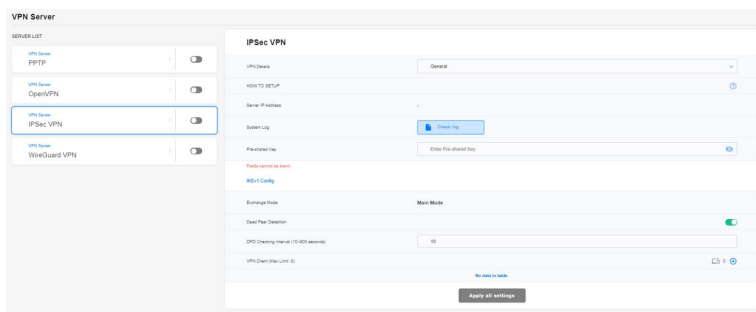 VPN Server
SERVER LIST
VPN Server
PPTP
VPN Server
OpenVPN
VPN Server
IPSec VPN
VPN Server
WireGuard VPN
IPSec VPN
VPN Details
General
HOW TO SETUP
Server IP Address
-
System Log
Check log
Pre-shared Key
Enter Pre-shared Key
Fields cannot be blank.
IKEv1 Config
Exchange Mode
Main Mode
Dead Peer Detection
DPD Checking Interval (10~900 seconds)
10
VPN Client (Max Limit: 8)
0
No data in table.
Apply all settings